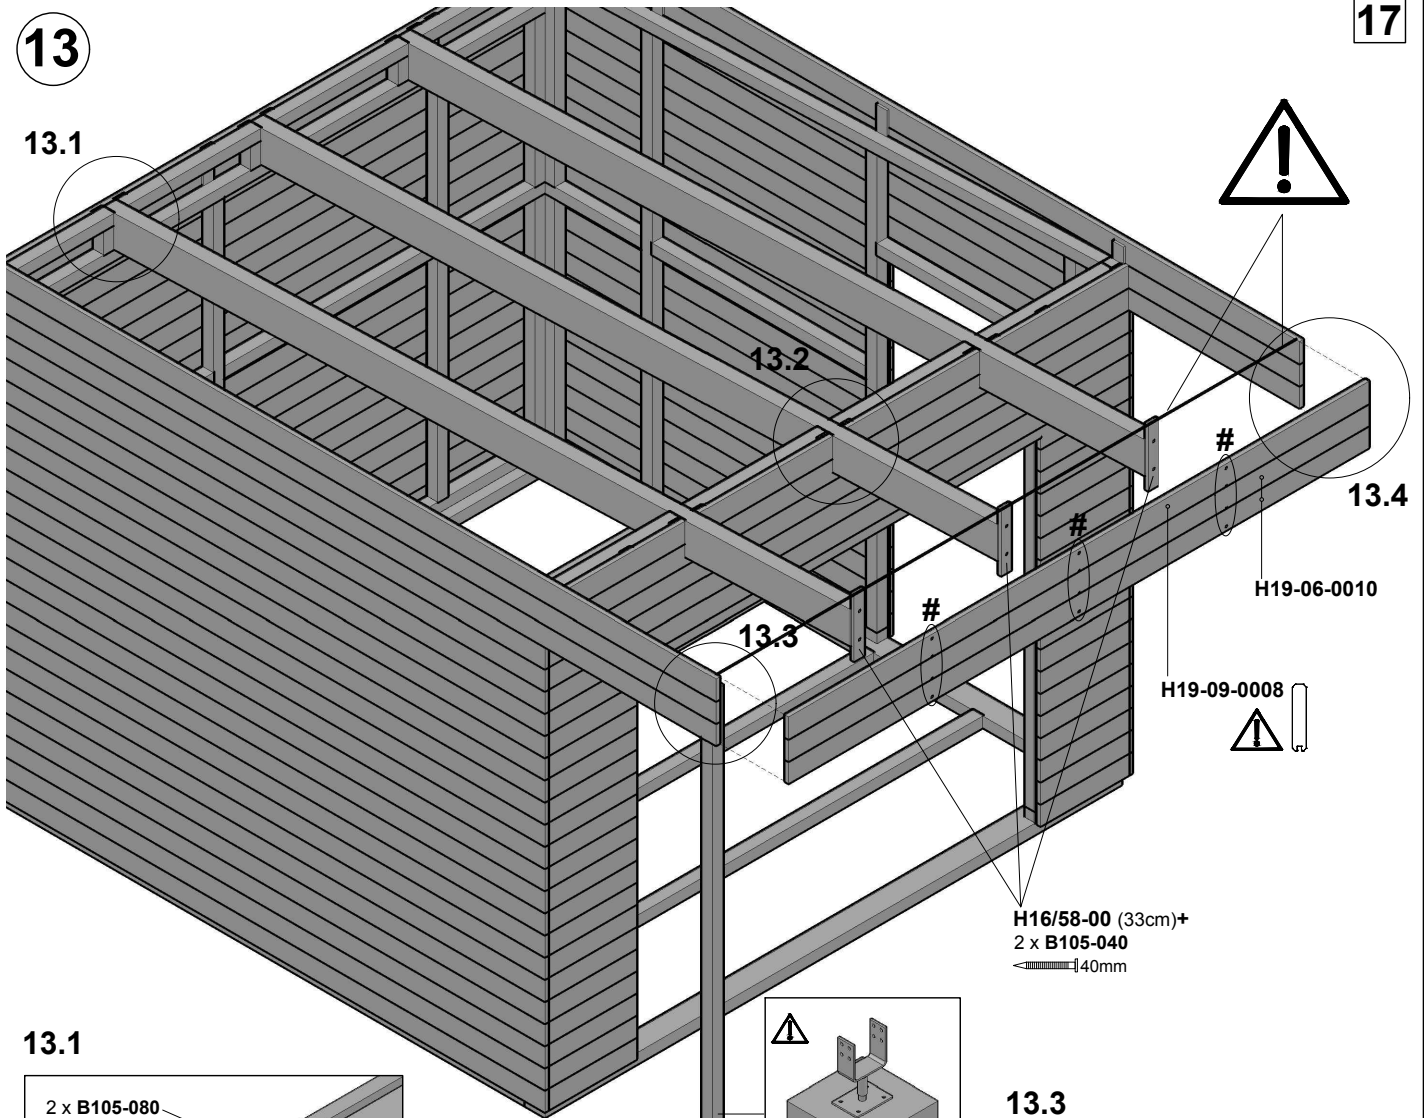 13
17
13.1
13.2
13.4
#
#
#
13.3
H19-06-0010
H19-09-0008
H16/58-00 (33cm)+
2 x B105-040
40mm
13.1
2 x B105-080
13.3